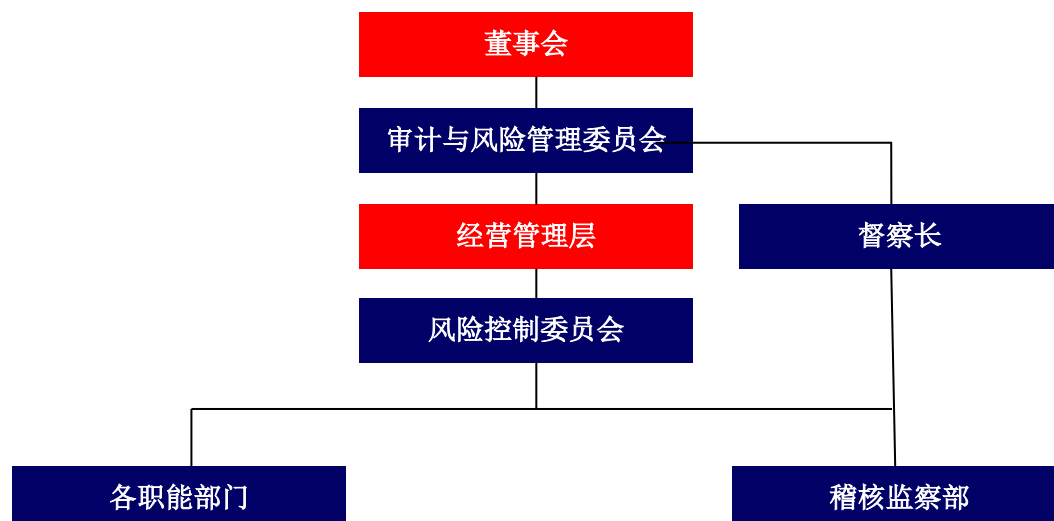 董事会
审计与风险管理委员会
经营管理层
督察长
风险控制委员会
各职能部门
稽核监察部